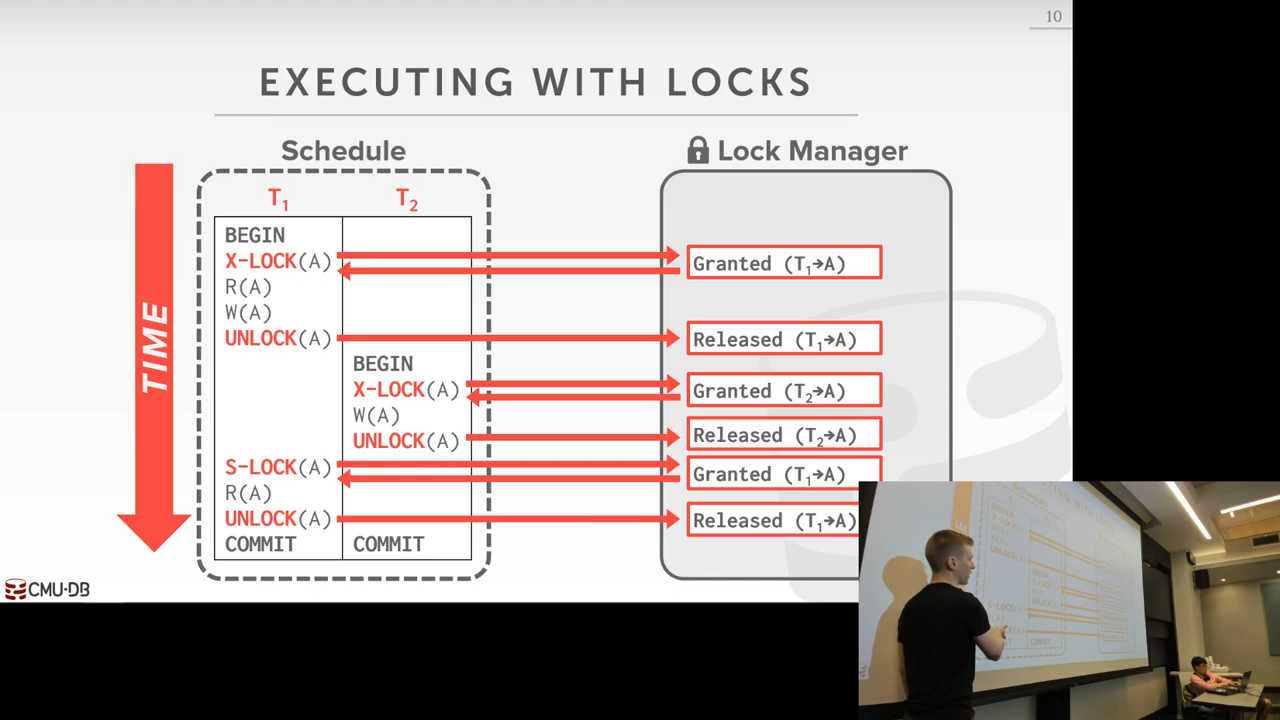 10
EXECUTING WITH LOCKS
Schedule
Lock Manager
TIME
T1
T2
BEGIN
X-LOCK(A)
R(A)
W(A)
UNLOCK(A)
BEGIN
X-LOCK(A)
W(A)
UNLOCK(A)
S-LOCK(A)
R(A)
UNLOCK(A)
COMMIT
COMMIT
Granted (T1→A)
Released (T1→A)
Granted (T2→A)
Released (T2→A)
Granted (T1→A)
Released (T1→A)
CMU·DB